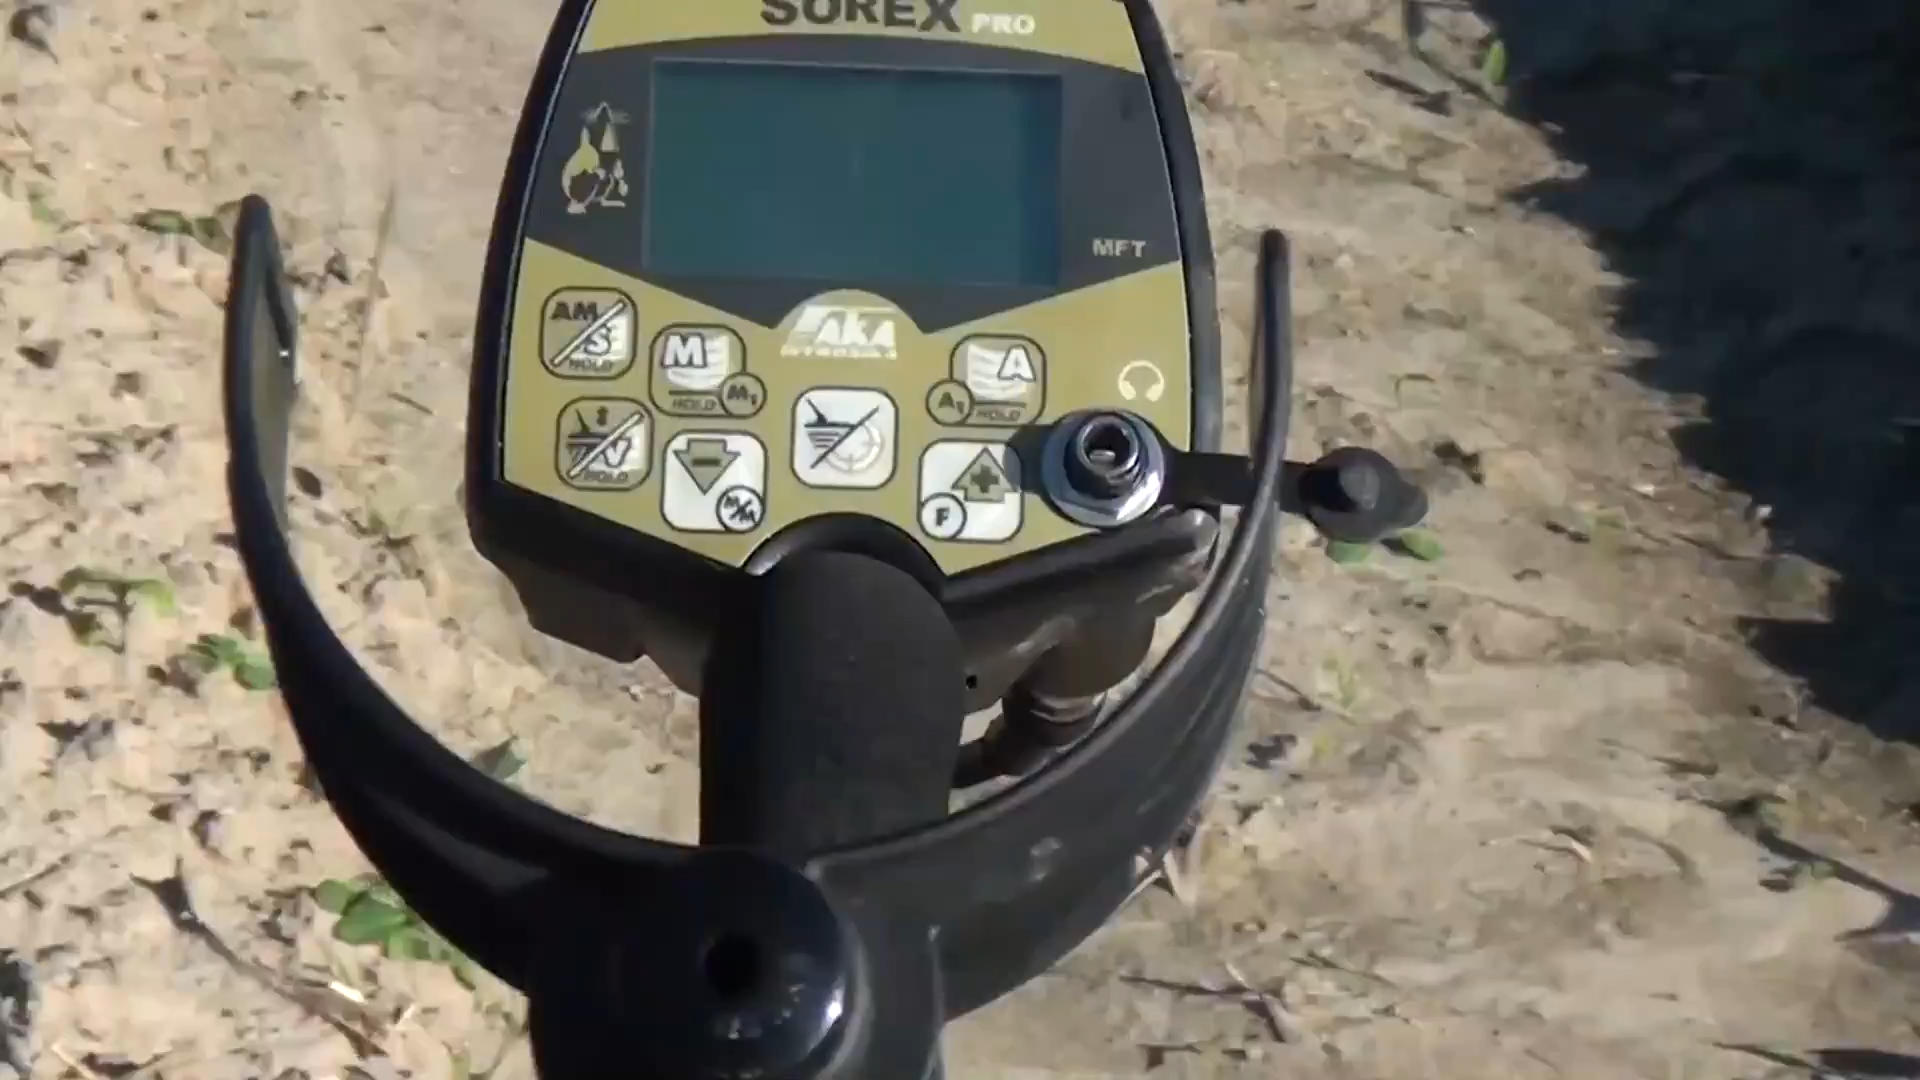 SOREX PRO
MFT
AKA
AM
S
HOLD
M
HOLD M1
A
A1 HOLD
V
HOLD
M/M
F